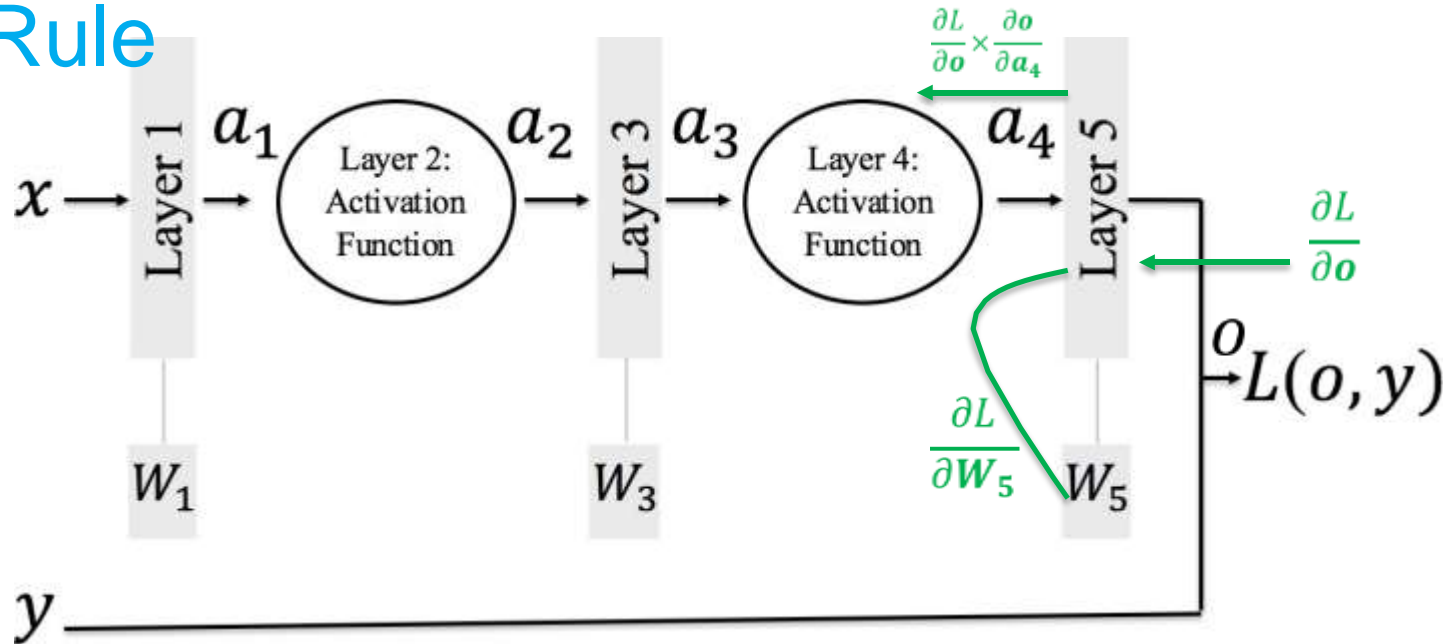 Rule
∂L/∂o × ∂o/∂a₄
x
Layer 1
a₁
Layer 2:
Activation
Function
a₂
Layer 3
a₃
Layer 4:
Activation
Function
a₄
Layer 5
∂L/∂o
o
L(o, y)
∂L/∂W₅
W₁
W₃
W₅
y